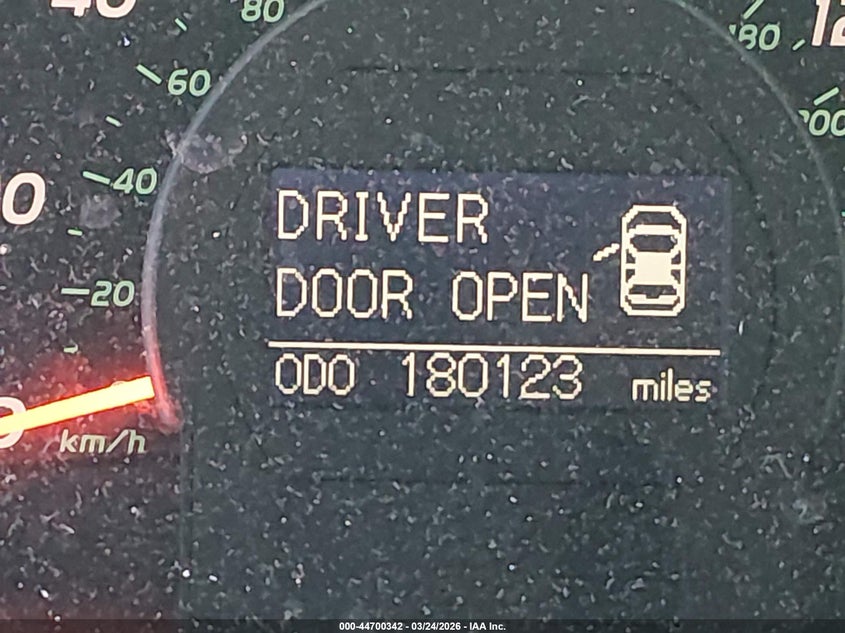 80
60
40
20
km/h
180
DRIVER
DOOR OPEN
ODO 180123 miles
000-44700342 - 03/24/2026 - IAA Inc.